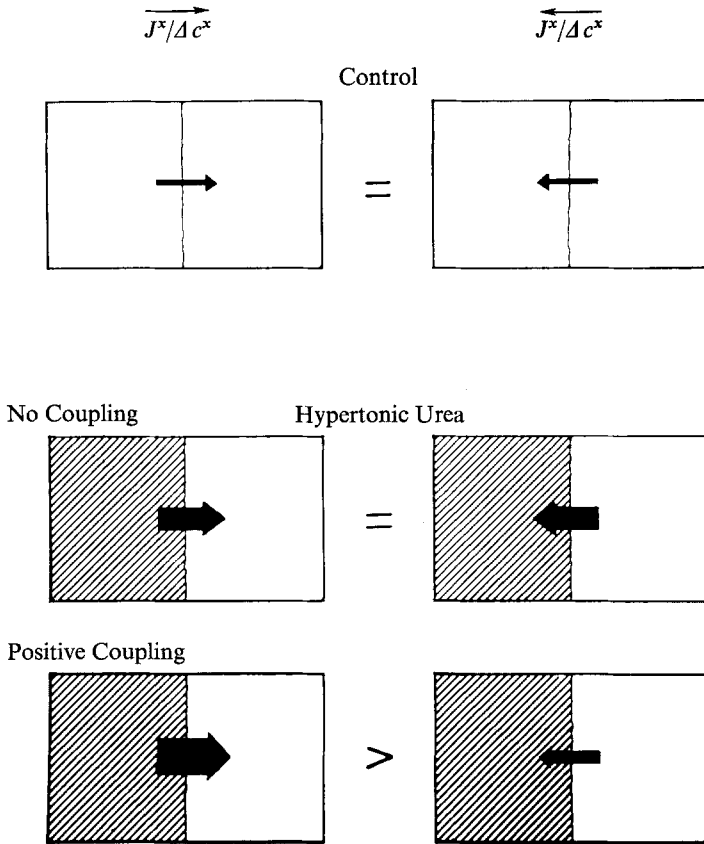 J^x/Δc^x J^x/Δc^x
Control
=
No Coupling Hypertonic Urea
=
Positive Coupling
>